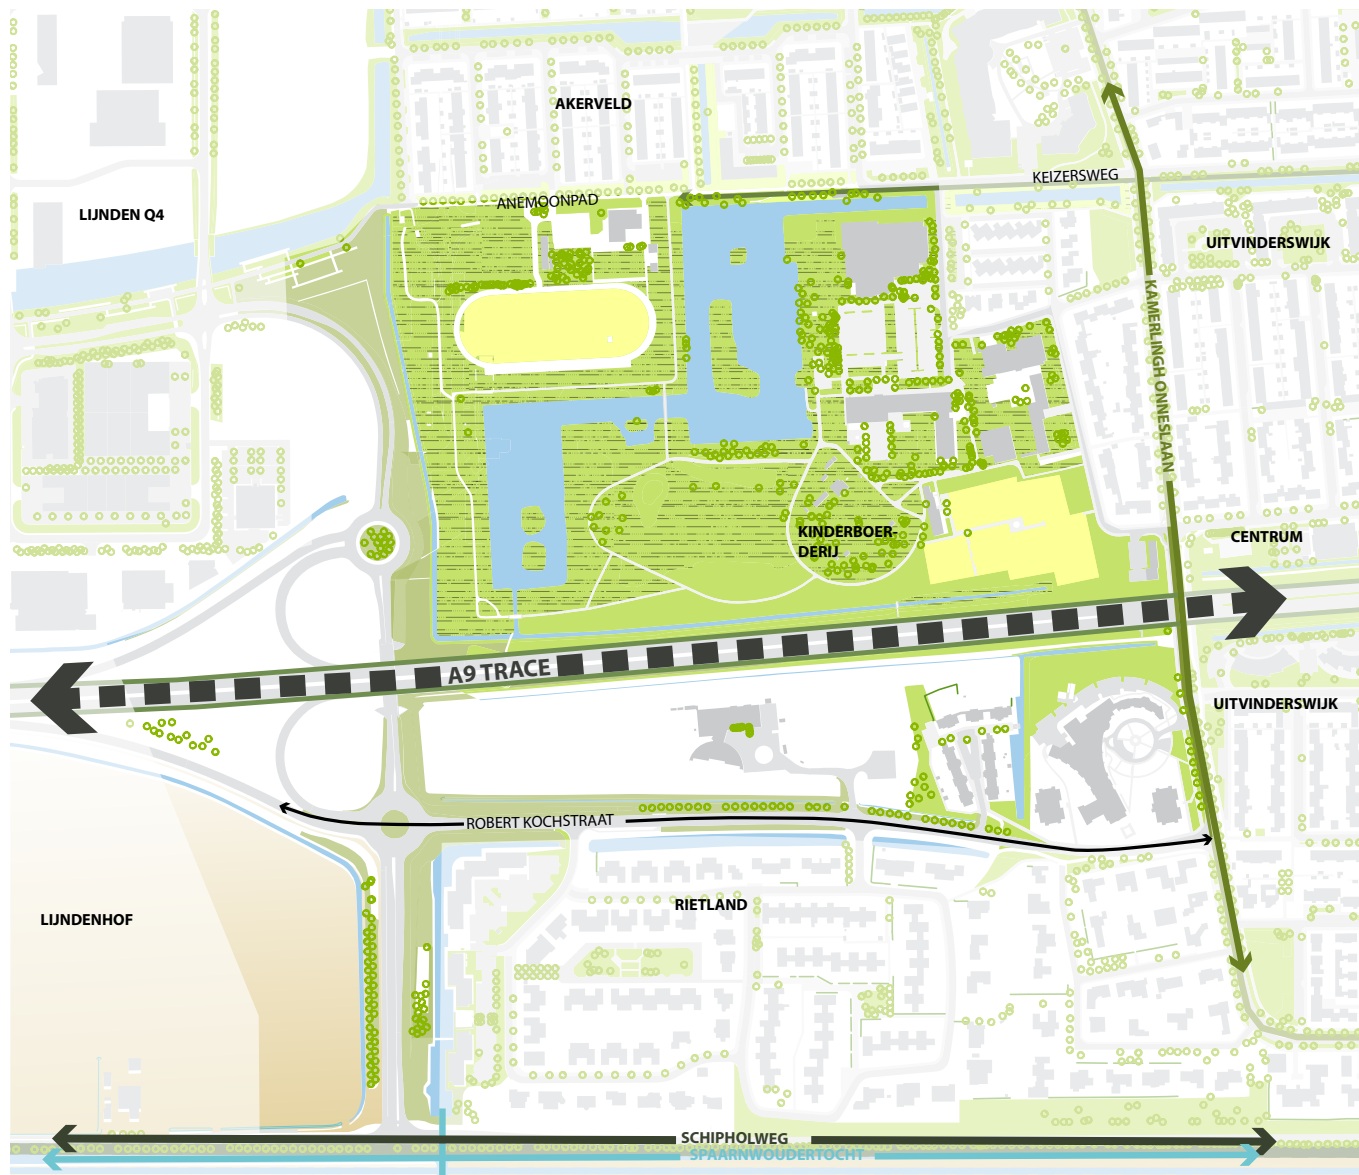 AKERVELD
KEIZERSWEG
ANEMOONPAD
LIJNDEN Q4
UITVINDERSWIJK
KAMERLINGH ONNESLAAN
KINDERBOER-
DERIJ
CENTRUM
A9 TRACE
UITVINDERSWIJK
ROBERT KOCHSTRAAT
RIETLAND
LIJNDENHOF
SCHIPHOLWEG
SPAARNWOUDERTOCHT